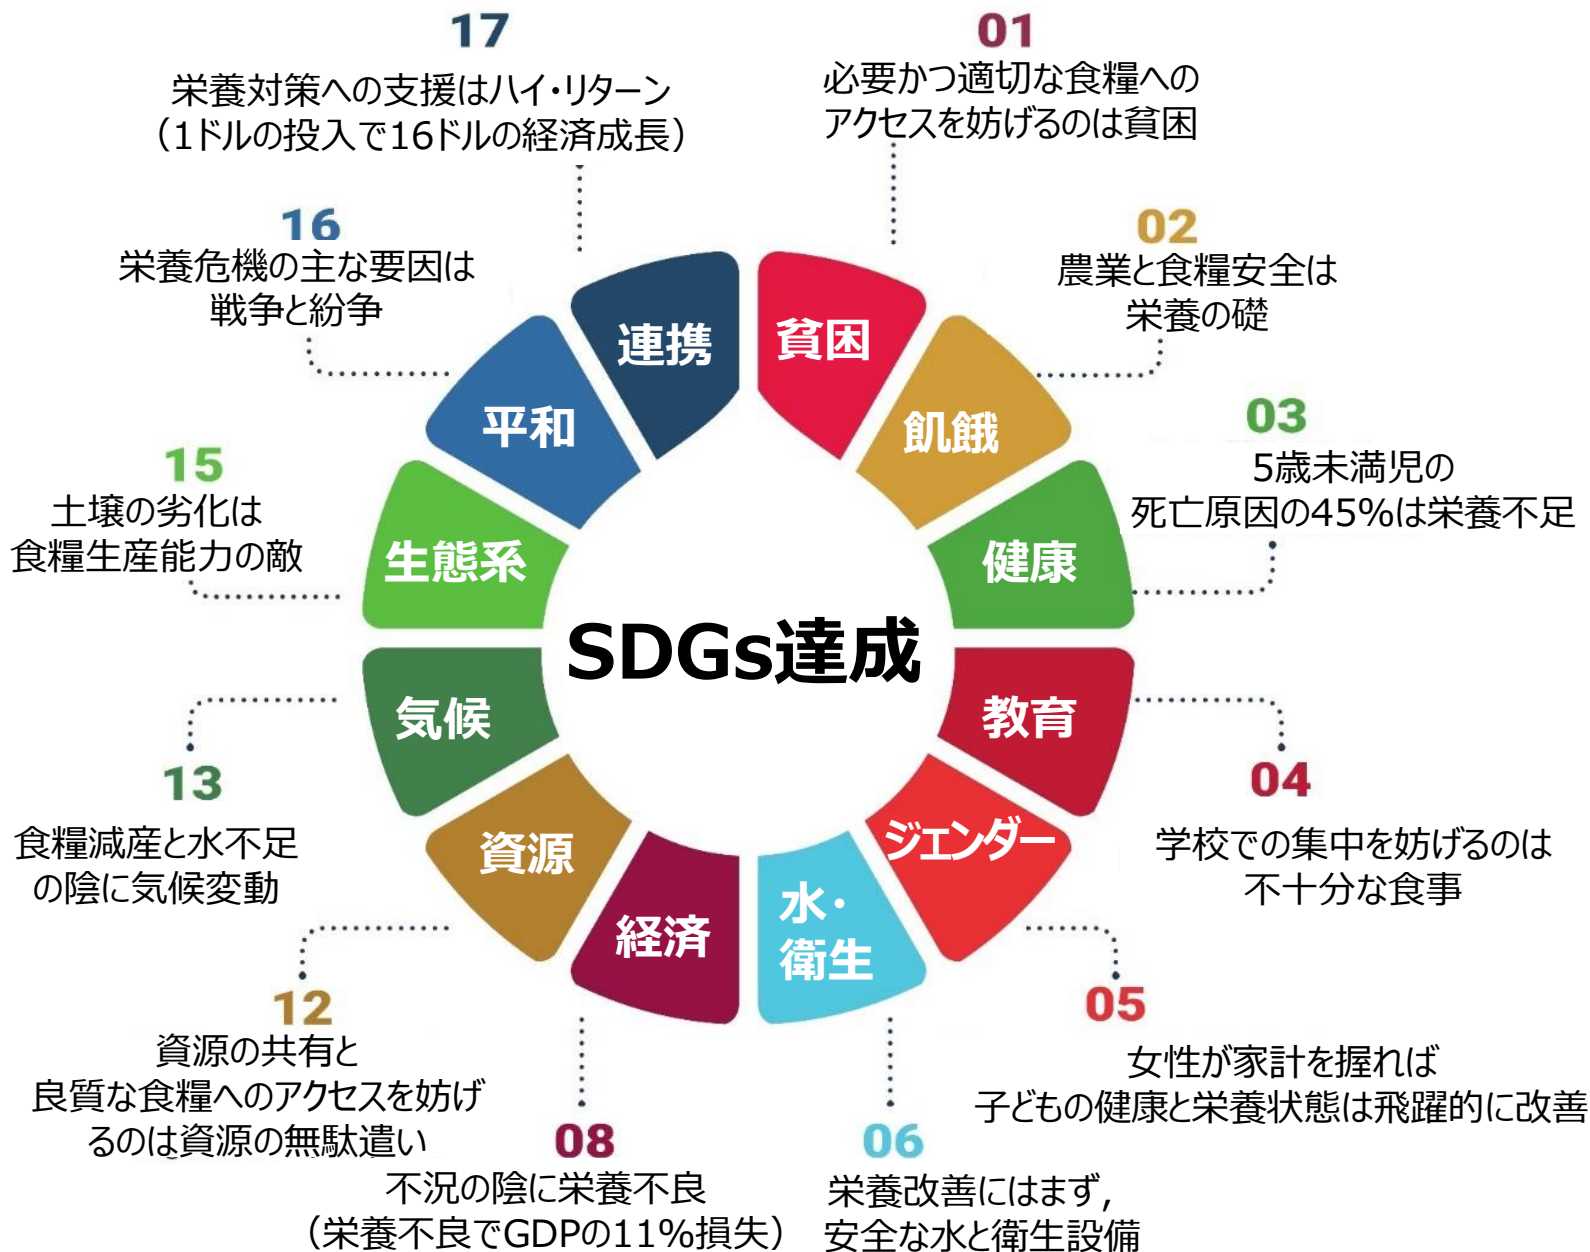 17
栄養対策への支援はハイ・リターン
（1ドルの投入で16ドルの経済成長）
01
必要かつ適切な食糧への
アクセスを妨げるのは貧困
16
栄養危機の主な要因は
戦争と紛争
02
農業と食糧安全は
栄養の礎
連携
貧困
平和
飢餓
15
土壌の劣化は
食糧生産能力の敵
03
5歳未満児の
死亡原因の45%は栄養不足
生態系
健康
SDGs達成
気候
教育
13
食糧減産と水不足
の陰に気候変動
04
学校での集中を妨げるのは
不十分な食事
資源
ジェンダー
経済
水・
衛生
12
資源の共有と
良質な食糧へのアクセスを妨げ
るのは資源の無駄遣い
05
女性が家計を握れば
子どもの健康と栄養状態は飛躍的に改善
08
不況の陰に栄養不良
（栄養不良でGDPの11%損失）
06
栄養改善にはまず,
安全な水と衛生設備